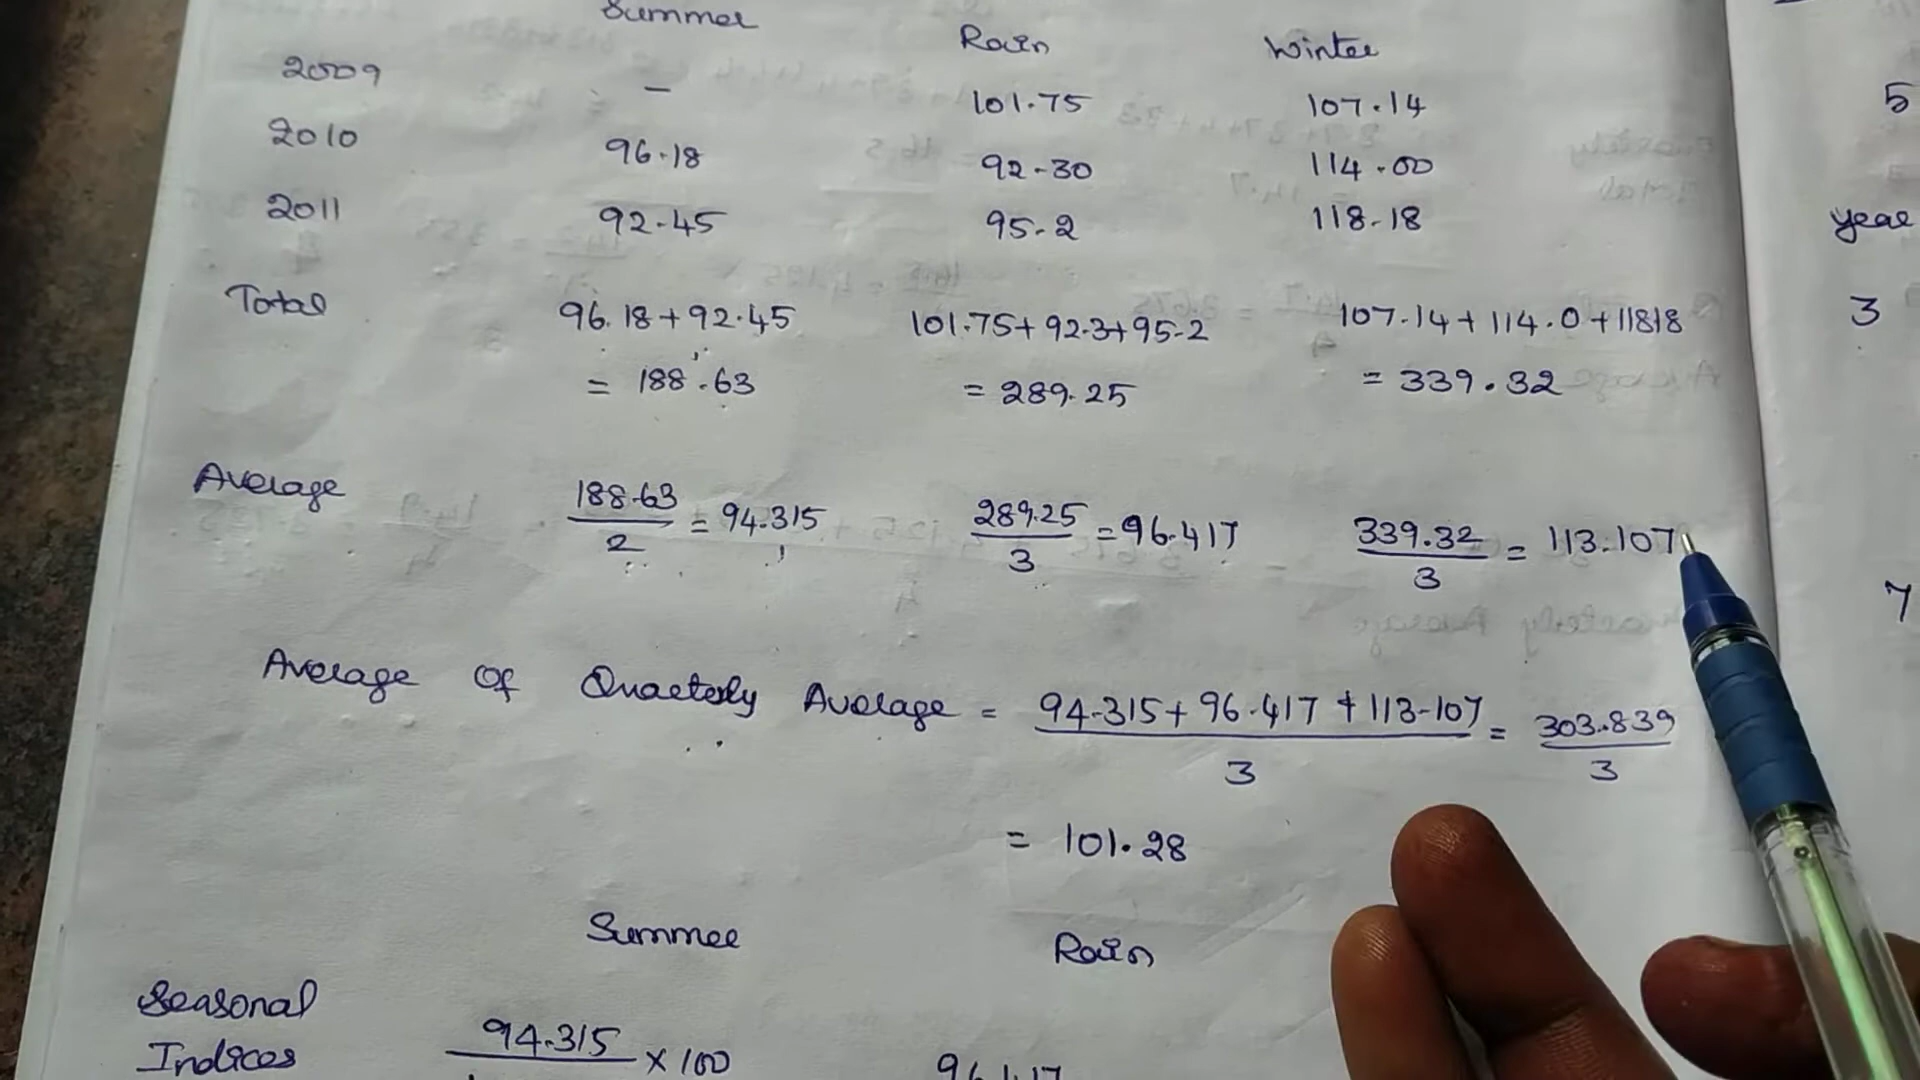 Summer Rain Winter
2009 - 101.75 107.14
2010 96.18 92.30 114.00
2011 92.45 95.2 118.18
Total 96.18+92.45 101.75+92.3+95.2 107.14+114.0+118.18
= 188.63 = 289.25 = 339.32
Average 188.63/2 = 94.315 289.25/3 = 96.417 339.32/3 = 113.107
Average Of Quarterly Average = 94.315+96.417+113.107/3 = 303.839/3
= 101.28
Summer Rain
Seasonal
Indices 94.315 × 100 96.417
5
year
3
7